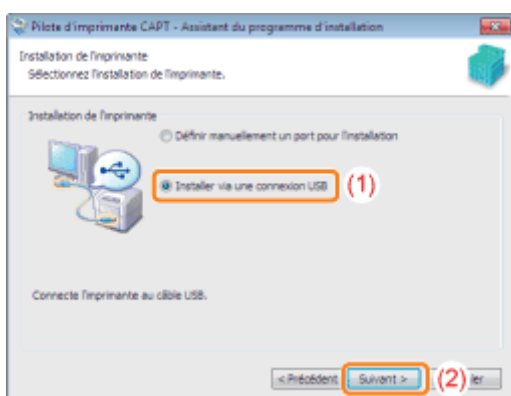 Pilote d'imprimante CAPT - Assistant du programme d'installation
Installation de l'imprimante
Sélectionnez l'installation de l'imprimante.
Installation de l'imprimante
Définir manuellement un port pour l'installation
Installer via une connexion USB
(1)
Connecte l'imprimante au câble USB.
< Précédent
Suivant >
(2)
ler